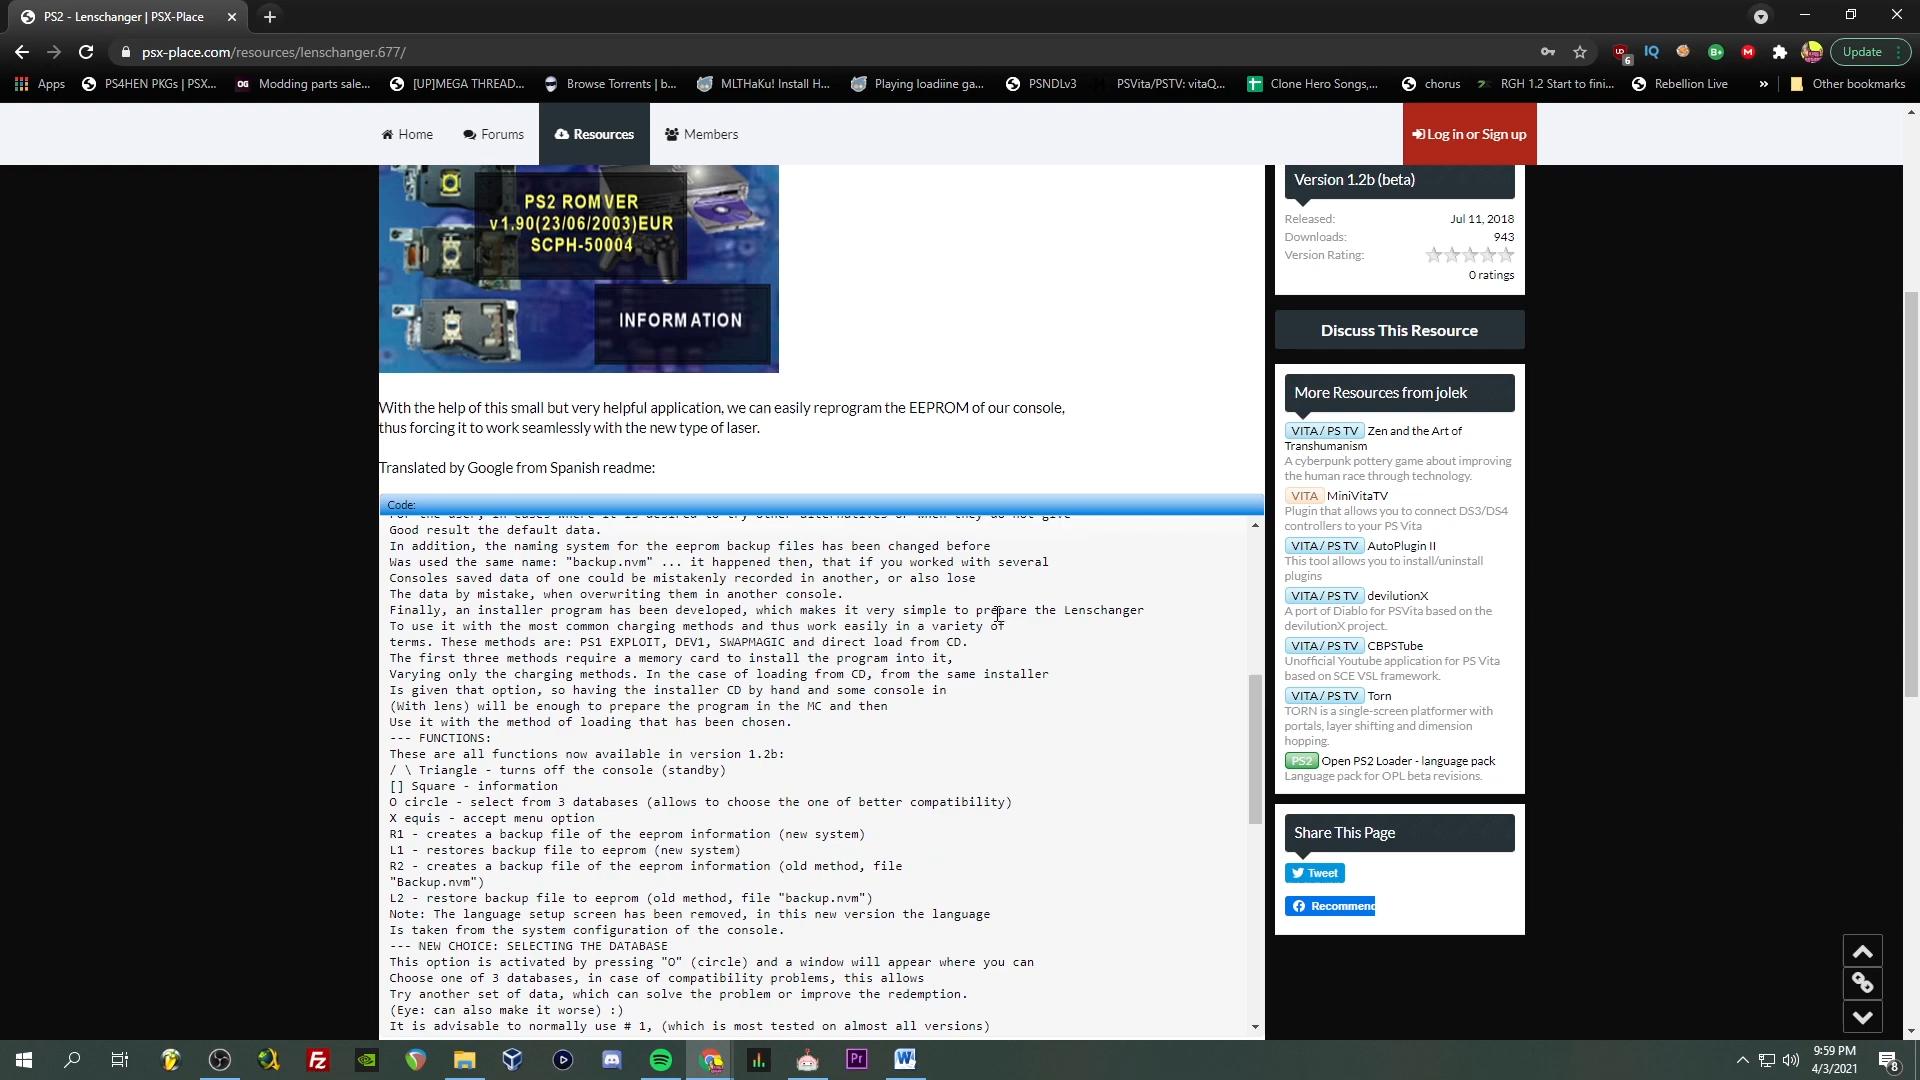 PS2 - Lenschanger | PSX-Place
psx-place.com/resources/lenschanger.677/
6
IQ
Update
Apps
PS4HEN PKGs | PSX...
OG Modding parts sale...
[UP]MEGA THREAD...
Browse Torrents | b...
MLTHaKu! Install H...
Playing loadiine ga...
PSNDLv3
PSVita/PSTV: vitaQ...
Clone Hero Songs,...
chorus
RGH 1.2 Start to fini...
Rebellion Live
»
Other bookmarks
Home
Forums
Resources
Members
Log in or Sign up
PS2 ROMVER
v1.90(23/06/2003)EUR
SCPH-50004
INFORMATION
With the help of this small but very helpful application, we can easily reprogram the EEPROM of our console,
thus forcing it to work seamlessly with the new type of laser.
Translated by Google from Spanish readme:
Code:
For the user, in cases where it is desired to try other alternatives or when they do not give
Good result the default data.
In addition, the naming system for the eeprom backup files has been changed before
Was used the same name: "backup.nvm" ... it happened then, that if you worked with several
Consoles saved data of one could be mistakenly recorded in another, or also lose
The data by mistake, when overwriting them in another console.
Finally, an installer program has been developed, which makes it very simple to prepare the Lenschanger
To use it with the most common charging methods and thus work easily in a variety of
terms. These methods are: PS1 EXPLOIT, DEV1, SWAPMAGIC and direct load from CD.
The first three methods require a memory card to install the program into it,
Varying only the charging methods. In the case of loading from CD, from the same installer
Is given that option, so having the installer CD by hand and some console in
(With lens) will be enough to prepare the program in the MC and then
Use it with the method of loading that has been chosen.
--- FUNCTIONS:
These are all functions now available in version 1.2b:
/ \ Triangle - turns off the console (standby)
[] Square - information
O circle - select from 3 databases (allows to choose the one of better compatibility)
X equis - accept menu option
R1 - creates a backup file of the eeprom information (new system)
L1 - restores backup file to eeprom (new system)
R2 - creates a backup file of the eeprom information (old method, file
"Backup.nvm")
L2 - restore backup file to eeprom (old method, file "backup.nvm")
Note: The language setup screen has been removed, in this new version the language
Is taken from the system configuration of the console.
--- NEW CHOICE: SELECTING THE DATABASE
This option is activated by pressing "O" (circle) and a window will appear where you can
Choose one of 3 databases, in case of compatibility problems, this allows
Try another set of data, which can solve the problem or improve the redemption.
(Eye: can also make it worse) :)
It is advisable to normally use # 1, (which is most tested on almost all versions)
Version 1.2b (beta)
Released: Jul 11, 2018
Downloads: 943
Version Rating:
0 ratings
Discuss This Resource
More Resources from jolek
VITA / PS TV Zen and the Art of
Transhumanism
A cyberpunk pottery game about improving
the human race through technology.
VITA MiniVitaTV
Plugin that allows you to connect DS3/DS4
controllers to your PS Vita
VITA / PS TV AutoPlugin II
This tool allows you to install/uninstall
plugins
VITA / PS TV devilutionX
A port of Diablo for PSVita based on the
devilutionX project.
VITA / PS TV CBPSTube
Unofficial Youtube application for PS Vita
based on SCE VSL framework.
VITA / PS TV Torn
TORN is a single-screen platformer with
portals, layer shifting and dimension
hopping.
PS2 Open PS2 Loader - language pack
Language pack for OPL beta revisions.
Share This Page
Tweet
Recommend
Pr
9:59 PM
4/3/2021
8